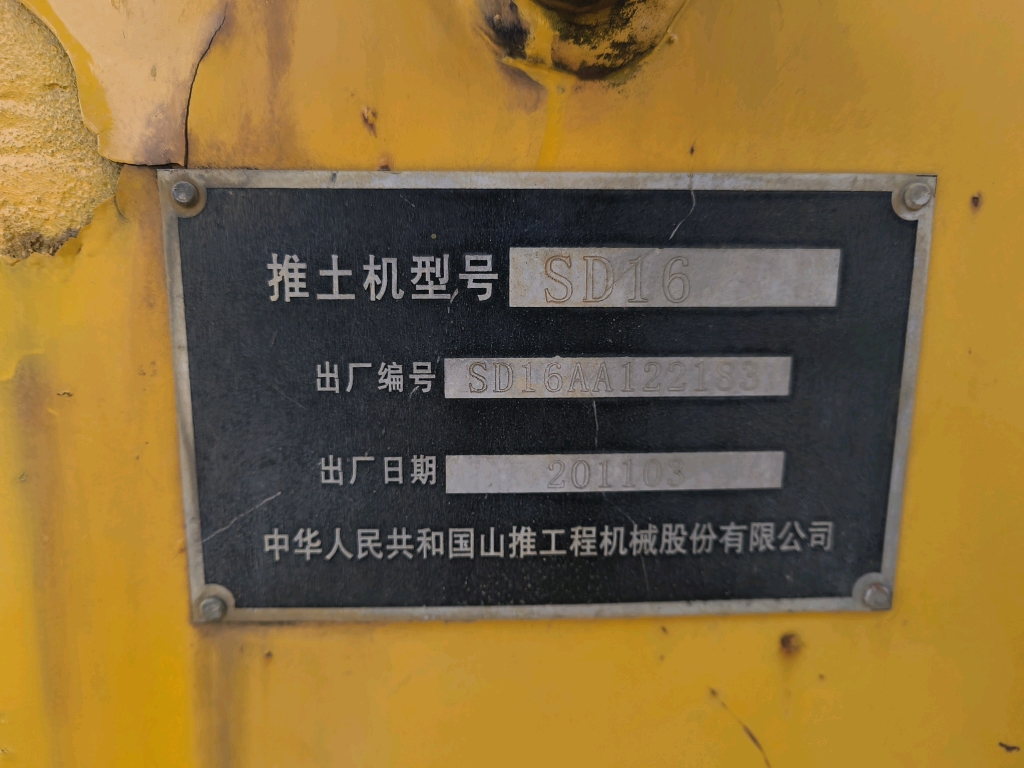 推土机型号 SD16
出厂编号 SD16AA122183
出厂日期 201103
中华人民共和国山推工程机械股份有限公司